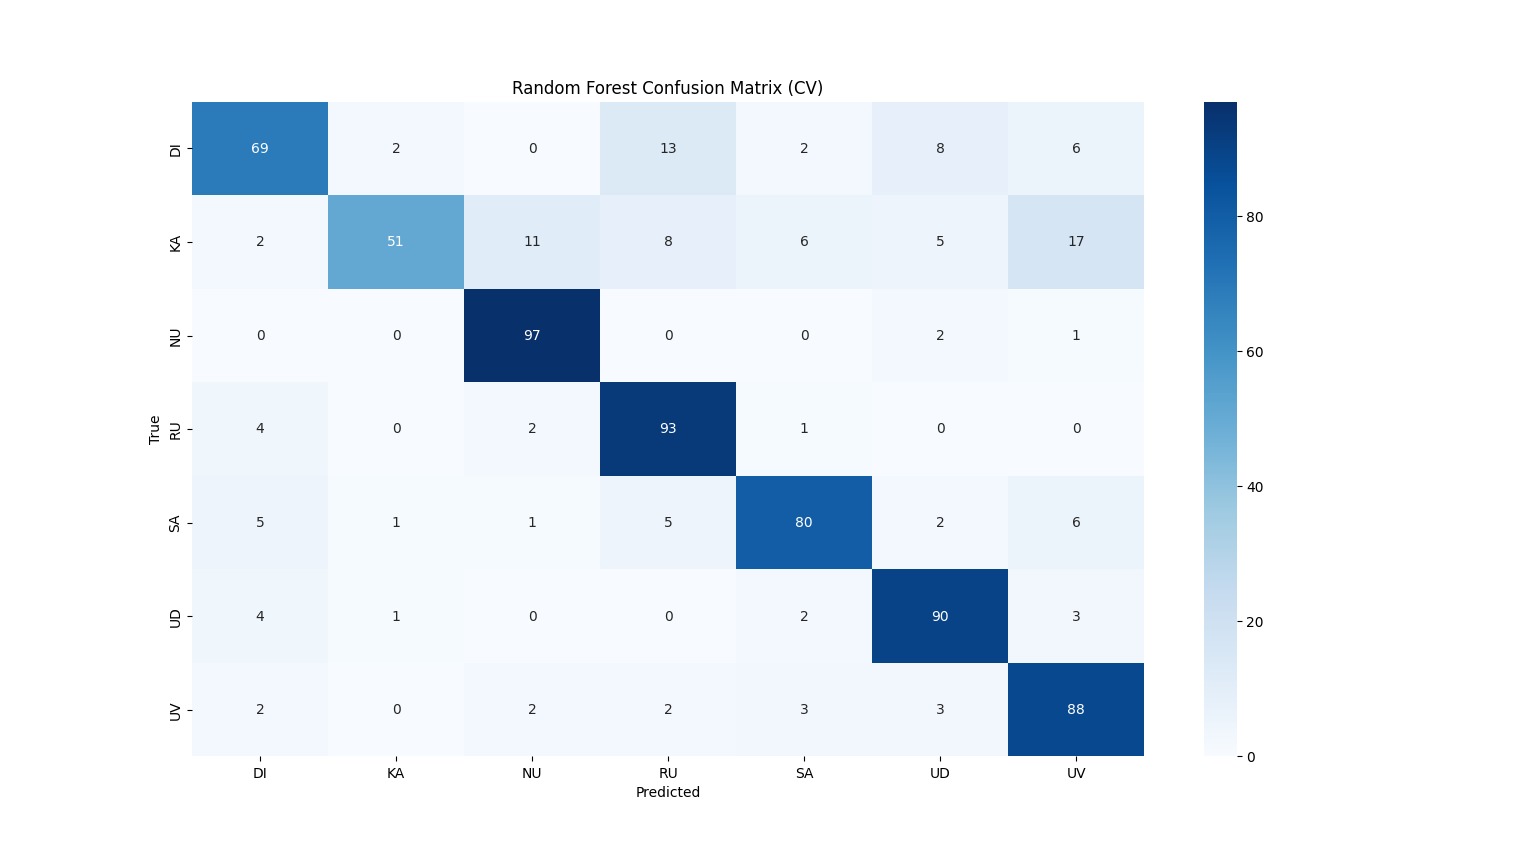 Random Forest Confusion Matrix (CV)
DI 69 2 0 13 2 8 6
KA 2 51 11 8 6 5 17
NU 0 0 97 0 0 2 1
RU 4 0 2 93 1 0 0
SA 5 1 1 5 80 2 6
UD 4 1 0 0 2 90 3
UV 2 0 2 2 3 3 88
DI KA NU RU SA UD UV
Predicted
True
80
60
40
20
0